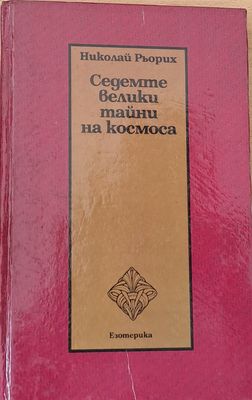 Николай Рьорих
Седемте
велики
тайни
на космоса
Езотерика